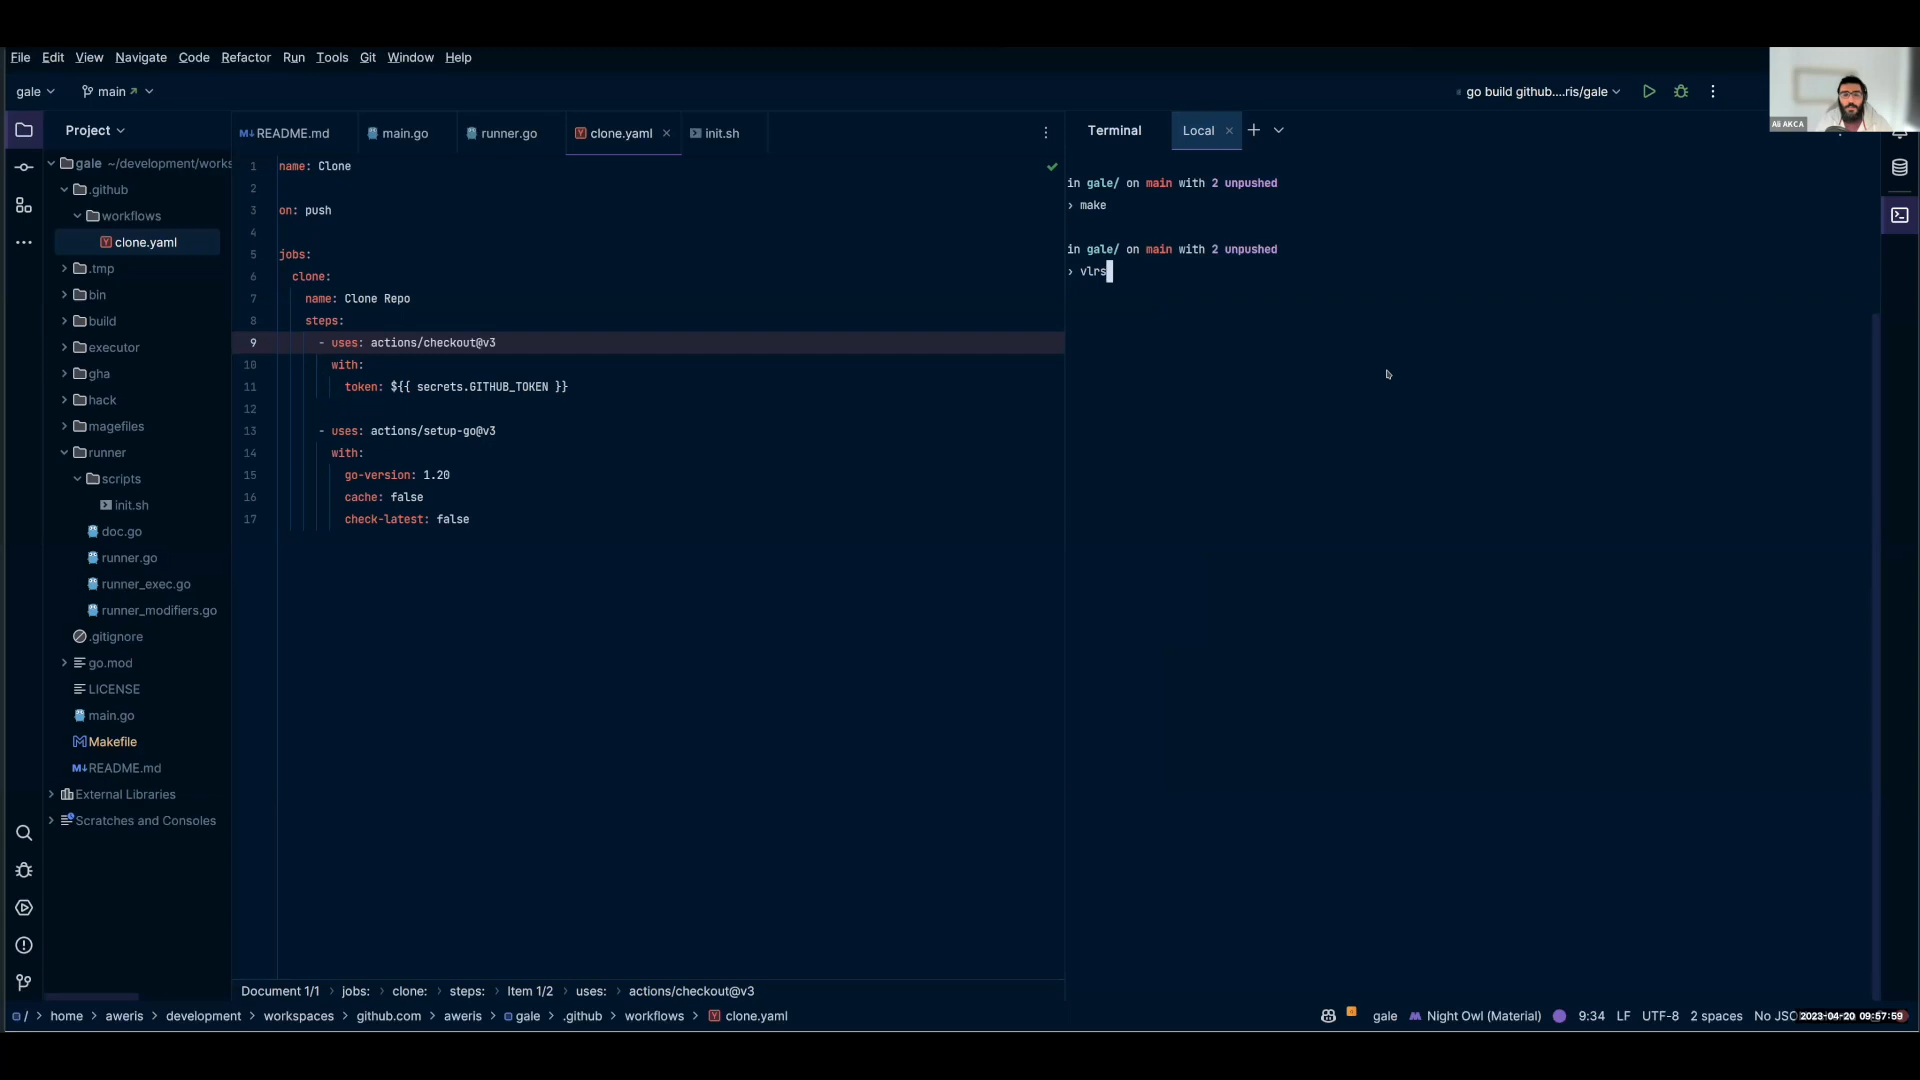 File Edit View Navigate Code Refactor Run Tools Git Window Help
gale main go build github....ris/gale
Ali AKCA
Project
README.md main.go runner.go clone.yaml init.sh
Terminal Local
gale ~/development/works
.github
workflows
clone.yaml
.tmp
bin
build
executor
gha
hack
magefiles
runner
scripts
init.sh
doc.go
runner.go
runner_exec.go
runner_modifiers.go
.gitignore
go.mod
LICENSE
main.go
Makefile
README.md
External Libraries
Scratches and Consoles
1 name: Clone
2
3 on: push
4
5 jobs:
6 clone:
7 name: Clone Repo
8 steps:
9 - uses: actions/checkout@v3
10 with:
11 token: ${{ secrets.GITHUB_TOKEN }}
12
13 - uses: actions/setup-go@v3
14 with:
15 go-version: 1.20
16 cache: false
17 check-latest: false
in gale/ on main with 2 unpushed
› make
in gale/ on main with 2 unpushed
› vlrs
Document 1/1 › jobs: › clone: › steps: › Item 1/2 › uses: › actions/checkout@v3
/ › home › aweris › development › workspaces › github.com › aweris › gale › .github › workflows › clone.yaml
gale Night Owl (Material) 9:34 LF UTF-8 2 spaces No JSO
2023-04-20 09:57:59